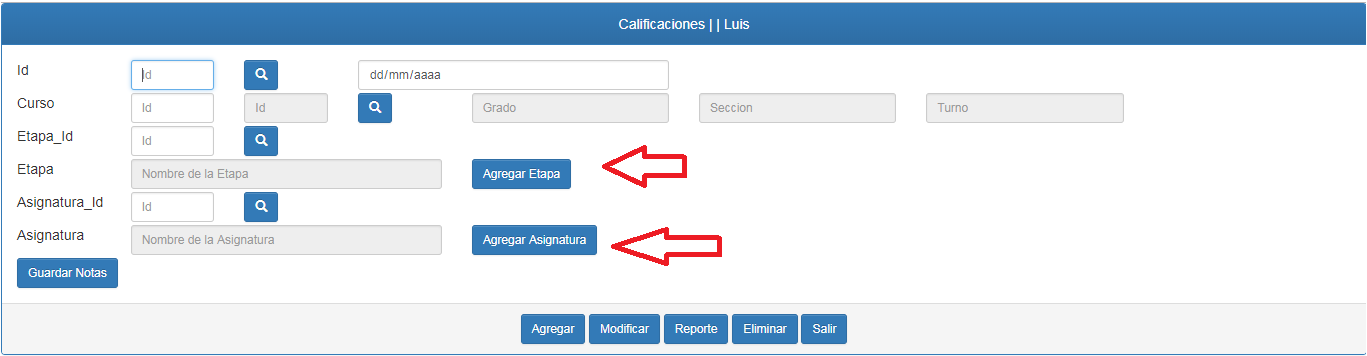 Calificaciones | | Luis
Id Id dd/mm/aaaa
Curso Id Id Grado Seccion Turno
Etapa_Id Id
Etapa Nombre de la Etapa Agregar Etapa
Asignatura_Id Id
Asignatura Nombre de la Asignatura Agregar Asignatura
Guardar Notas
Agregar Modificar Reporte Eliminar Salir